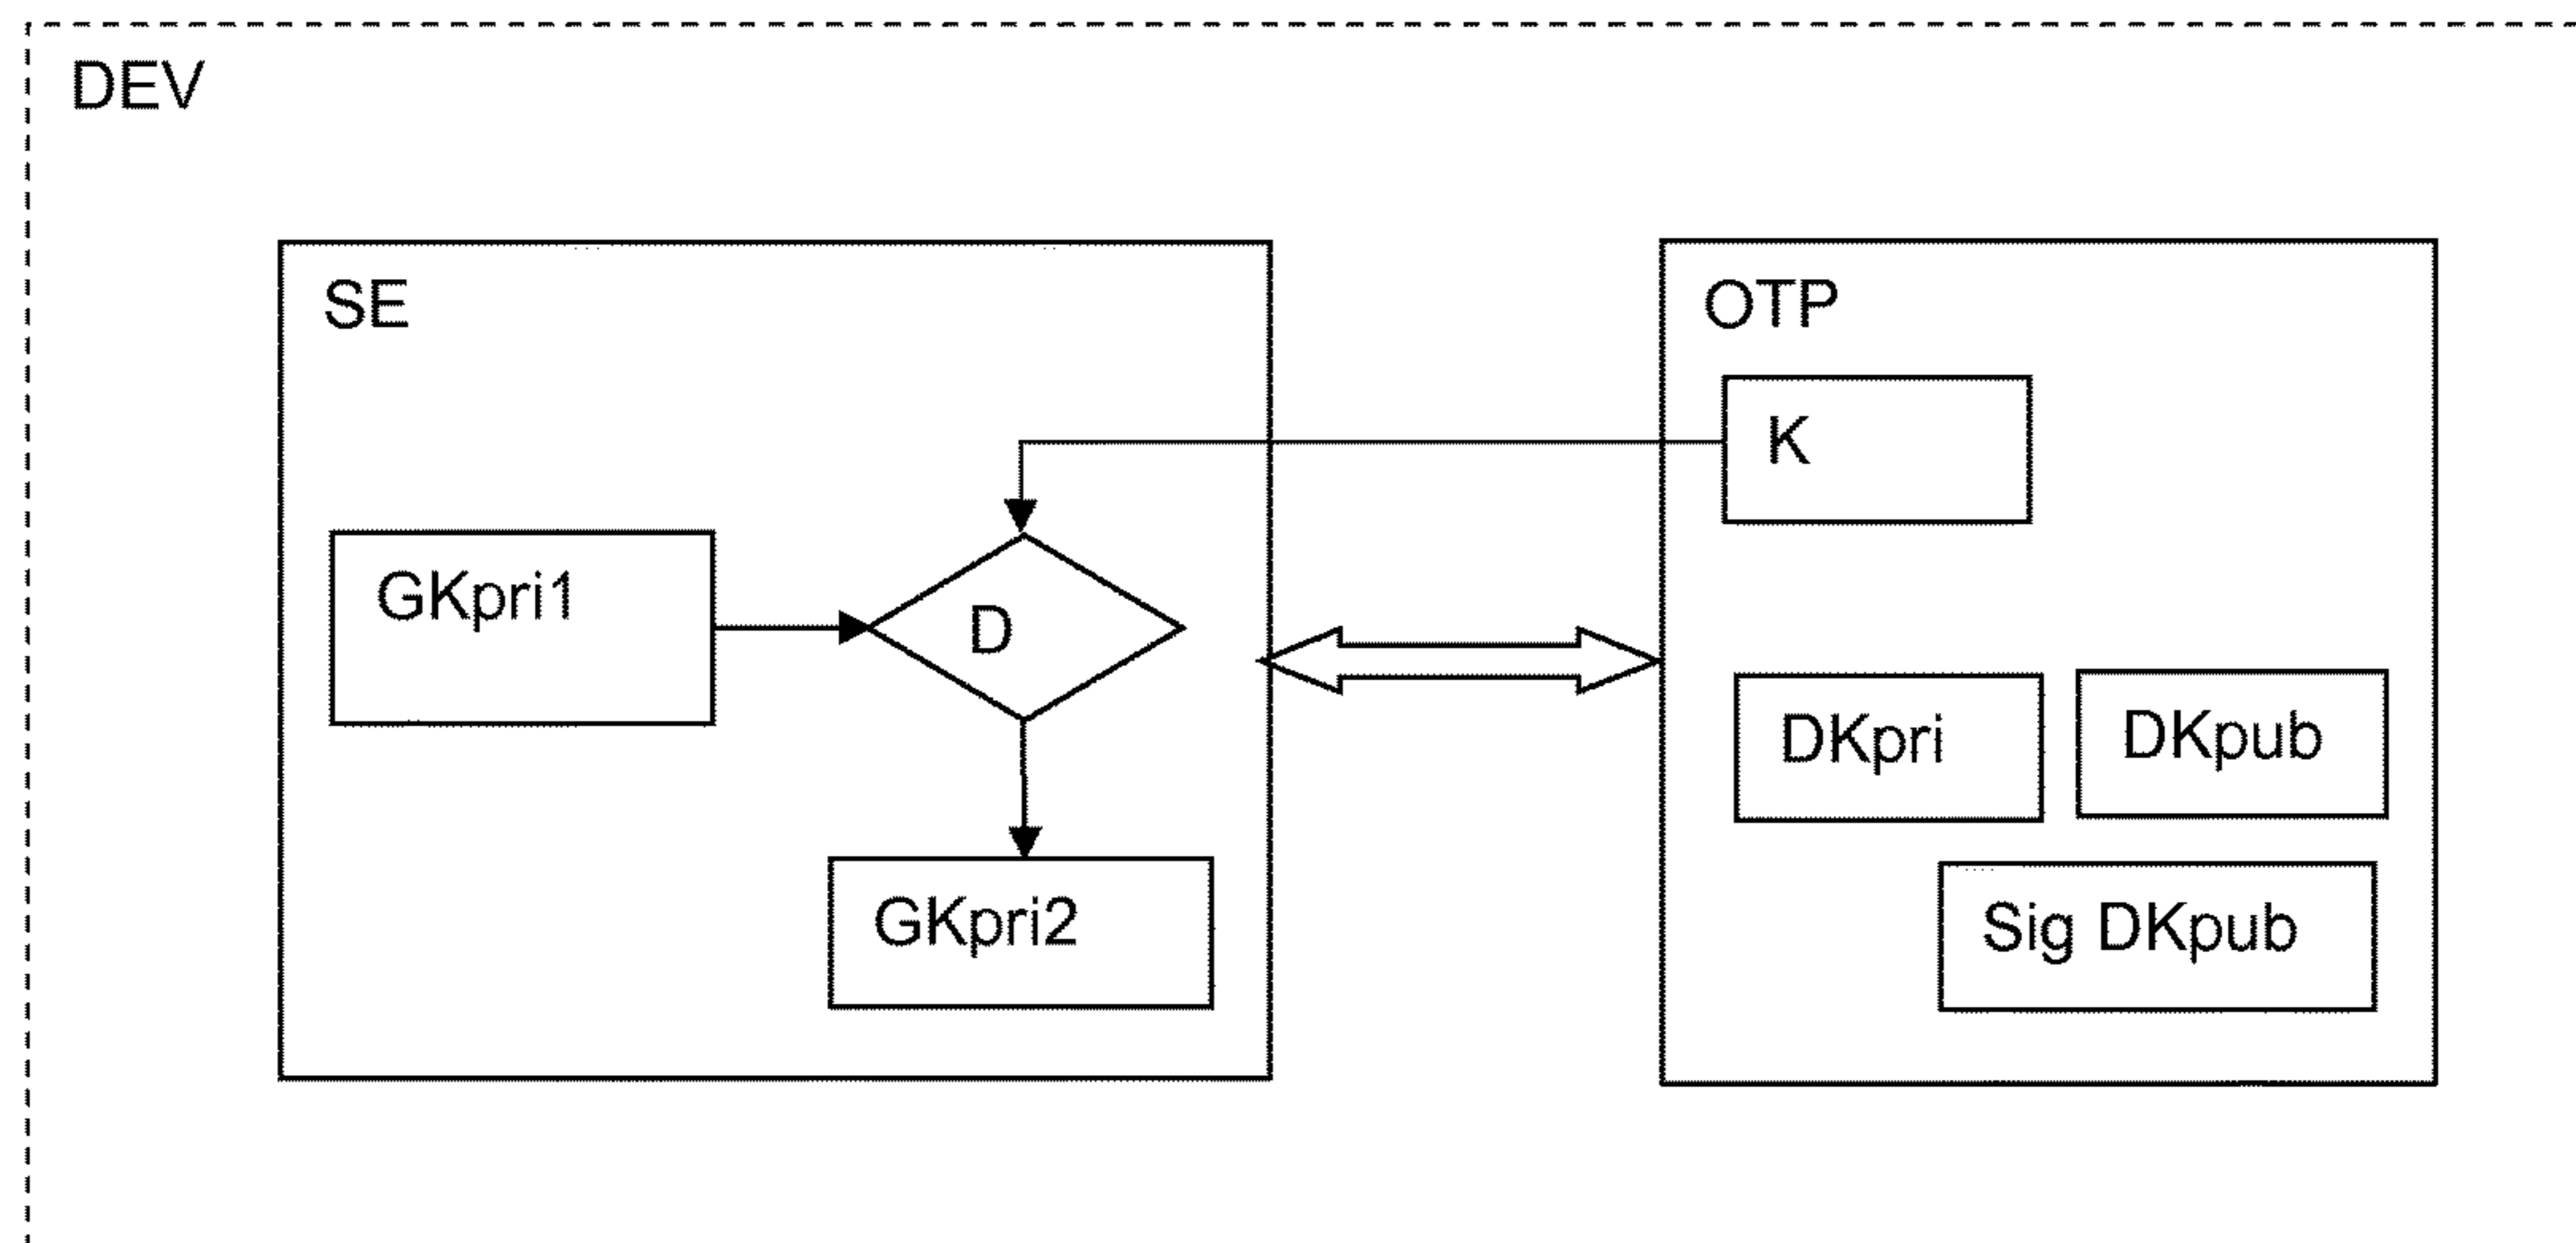 DEV
SE
OTP
K
GKpri1
D
DKpri
DKpub
GKpri2
Sig DKpub